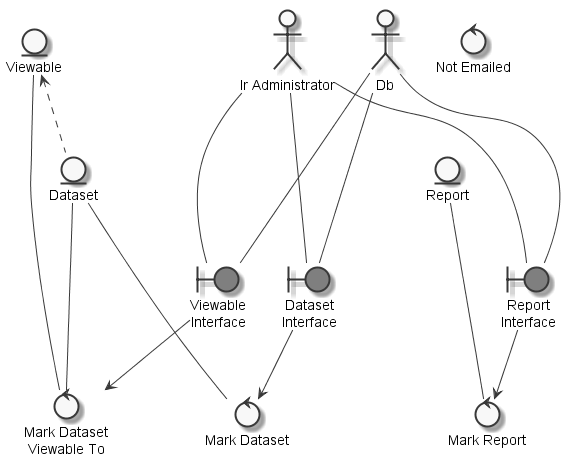 Viewable
Ir Administrator
Db
Not Emailed
Dataset
Report
Viewable
Interface
Dataset
Interface
Report
Interface
Mark Dataset
Viewable To
Mark Dataset
Mark Report